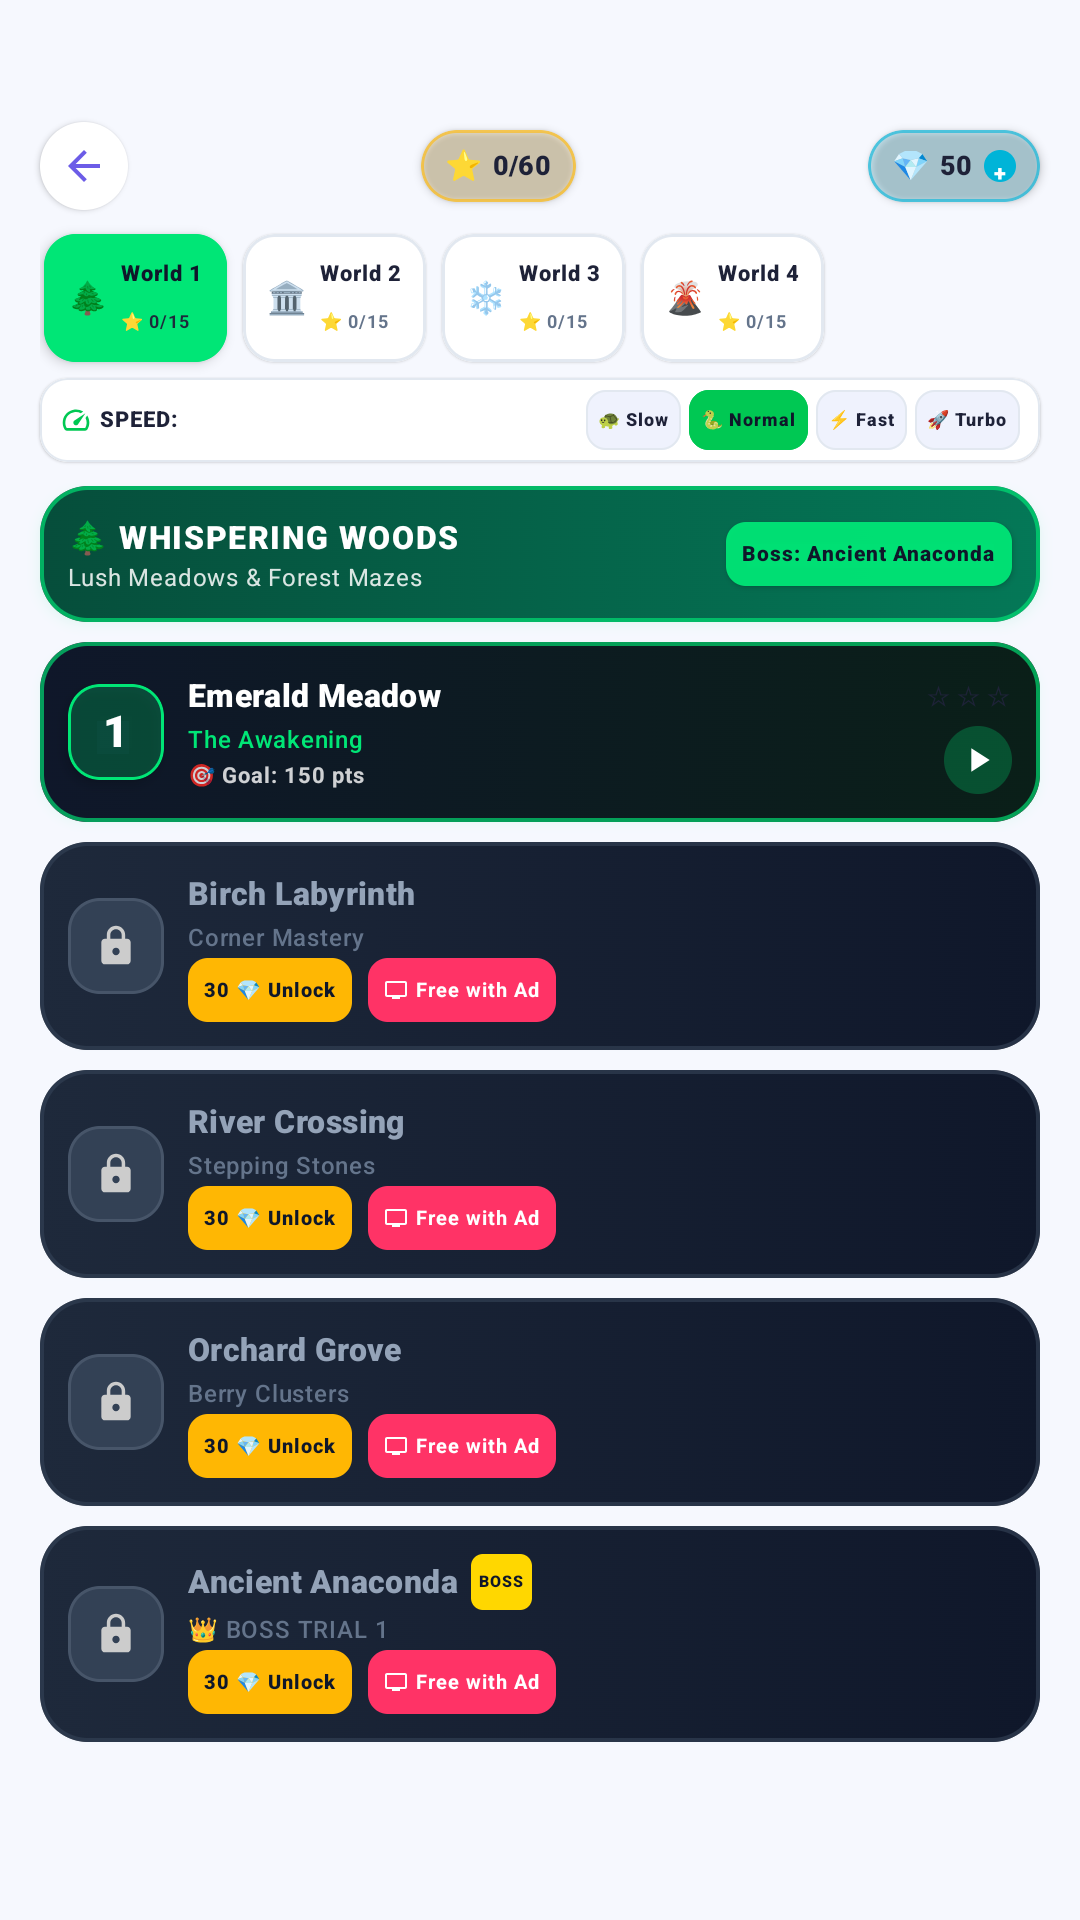 0/60
50
World 1
0/15
World 2
0/15
World 3
0/15
World 4
0/15
SPEED:
Slow
Normal
Fast
Turbo
WHISPERING WOODS
Lush Meadows & Forest Mazes
Boss: Ancient Anaconda
1
Emerald Meadow
The Awakening
Goal: 150 pts
Birch Labyrinth
Corner Mastery
30 Unlock
Free with Ad
River Crossing
Stepping Stones
30 Unlock
Free with Ad
Orchard Grove
Berry Clusters
30 Unlock
Free with Ad
Ancient Anaconda
BOSS
BOSS TRIAL 1
30 Unlock
Free with Ad